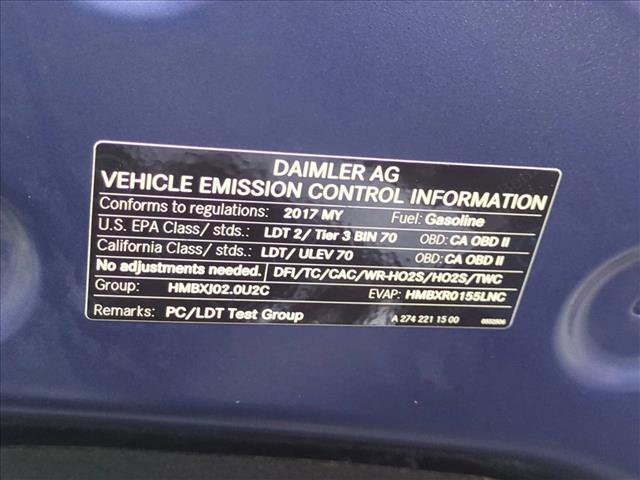 DAIMLER AG
VEHICLE EMISSION CONTROL INFORMATION
Conforms to regulations: 2017 MY Fuel: Gasoline
U.S. EPA Class/ stds.: LDT 2/ Tier 3 BIN 70 OBD: CA OBD II
California Class/ stds.: LDT/ ULEV 70 OBD: CA OBD II
No adjustments needed. DFI/TC/CAC/WR-HO2S/HO2S/TWC
Group: HMBXJ02.0U2C EVAP: HMBXR0155LNC
Remarks: PC/LDT Test Group A 274 221 15 00